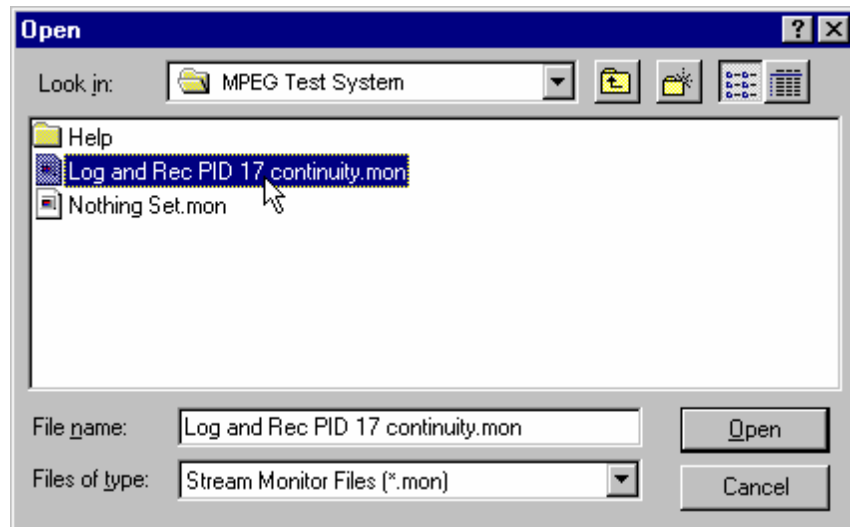 Open
Look in: MPEG Test System
Help
Log and Rec PID 17 continuity.mon
Nothing Set.mon
File name: Log and Rec PID 17 continuity.mon Open
Files of type: Stream Monitor Files (*.mon) Cancel